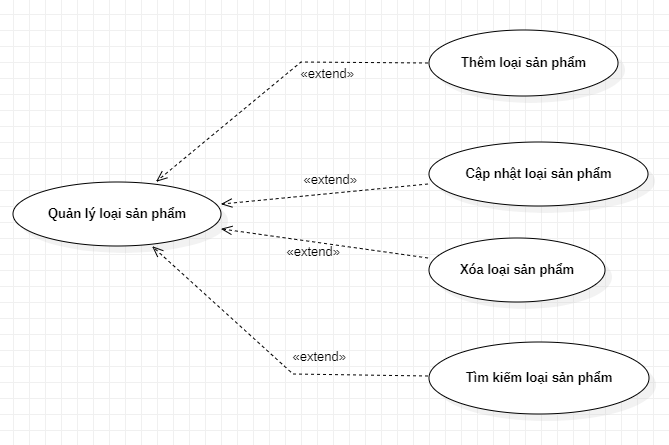 Thêm loại sản phẩm
«extend»
Cập nhật loại sản phẩm
«extend»
Quản lý loại sản phẩm
«extend»
Xóa loại sản phẩm
«extend»
Tìm kiếm loại sản phẩm